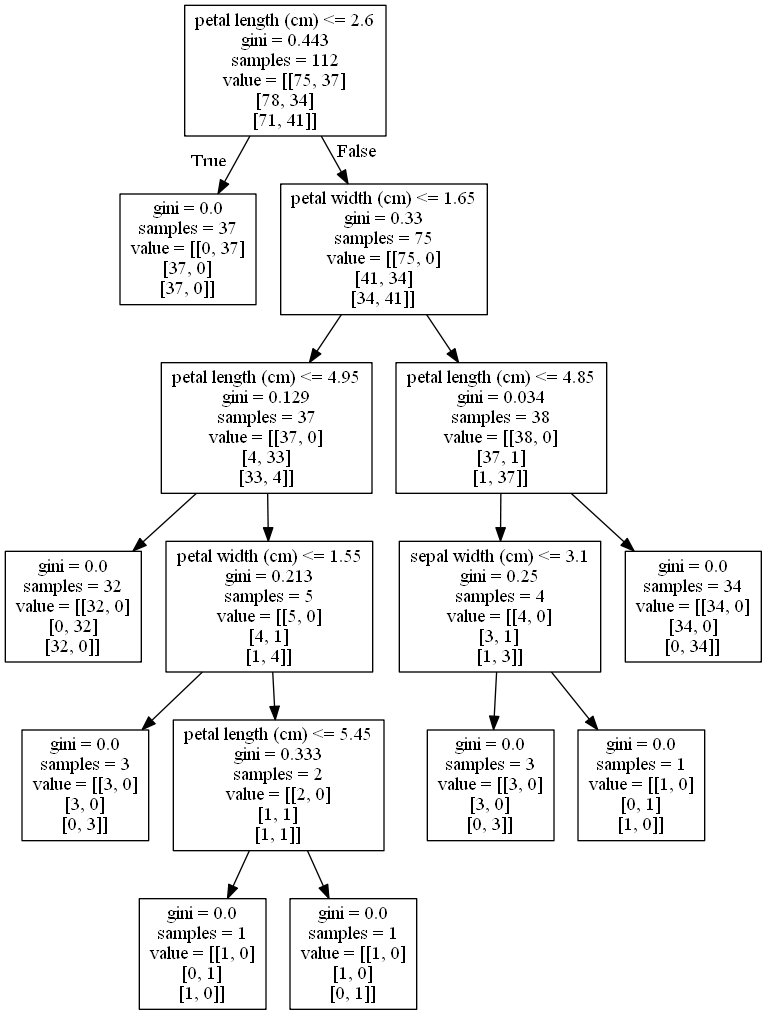 petal length (cm) <= 2.6
gini = 0.443
samples = 112
value = [[75, 37]
[78, 34]
[71, 41]]
True
False
gini = 0.0
samples = 37
value = [[0, 37]
[37, 0]
[37, 0]]
petal width (cm) <= 1.65
gini = 0.33
samples = 75
value = [[75, 0]
[41, 34]
[34, 41]]
petal length (cm) <= 4.95
gini = 0.129
samples = 37
value = [[37, 0]
[4, 33]
[33, 4]]
petal length (cm) <= 4.85
gini = 0.034
samples = 38
value = [[38, 0]
[37, 1]
[1, 37]]
gini = 0.0
samples = 32
value = [[32, 0]
[0, 32]
[32, 0]]
petal width (cm) <= 1.55
gini = 0.213
samples = 5
value = [[5, 0]
[4, 1]
[1, 4]]
sepal width (cm) <= 3.1
gini = 0.25
samples = 4
value = [[4, 0]
[3, 1]
[1, 3]]
gini = 0.0
samples = 34
value = [[34, 0]
[34, 0]
[0, 34]]
gini = 0.0
samples = 3
value = [[3, 0]
[3, 0]
[0, 3]]
petal length (cm) <= 5.45
gini = 0.333
samples = 2
value = [[2, 0]
[1, 1]
[1, 1]]
gini = 0.0
samples = 3
value = [[3, 0]
[3, 0]
[0, 3]]
gini = 0.0
samples = 1
value = [[1, 0]
[0, 1]
[1, 0]]
gini = 0.0
samples = 1
value = [[1, 0]
[0, 1]
[1, 0]]
gini = 0.0
samples = 1
value = [[1, 0]
[1, 0]
[0, 1]]